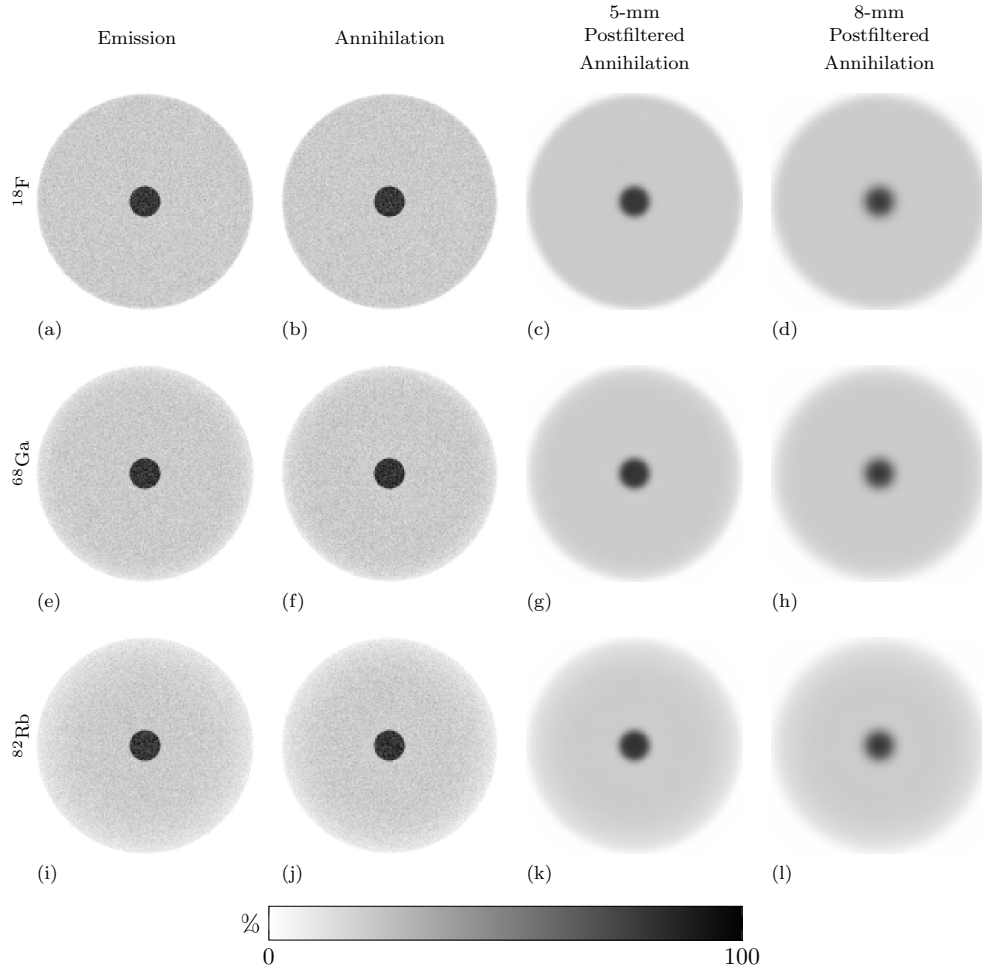 Emission
Annihilation
5-mm
Postfiltered
Annihilation
8-mm
Postfiltered
Annihilation
¹⁸F
(a)
(b)
(c)
(d)
⁶⁸Ga
(e)
(f)
(g)
(h)
⁸²Rb
(i)
(j)
(k)
(l)
%
0
100